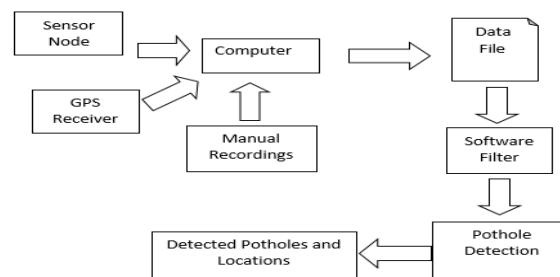 Sensor
Node
Computer
Data
File
GPS
Receiver
Manual
Recordings
Software
Filter
Pothole
Detection
Detected Potholes and
Locations